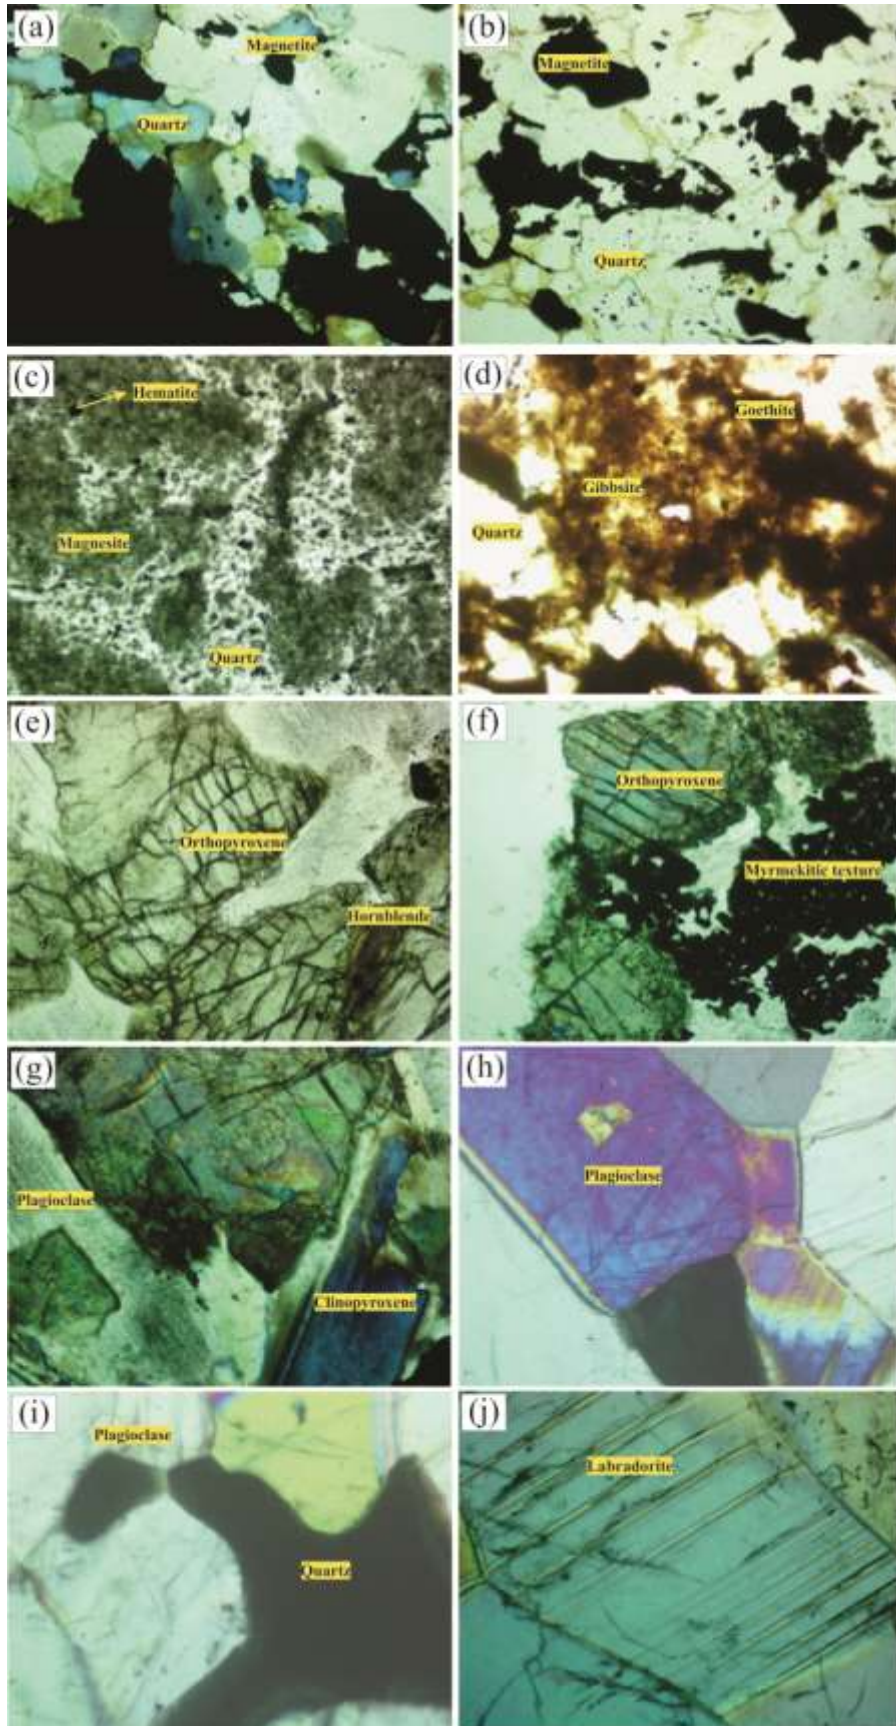 (a)
Magnetite
Quartz
(b)
Magnetite
Quartz
(c)
Hematite
Magnesite
Quartz
(d)
Goethite
Gibbsite
Quartz
(e)
Orthopyroxene
Hornblende
(f)
Orthopyroxene
Myrmekitic texture
(g)
Plagioclase
Clinopyroxene
(h)
Plagioclase
(i)
Plagioclase
Quartz
(j)
Labradorite